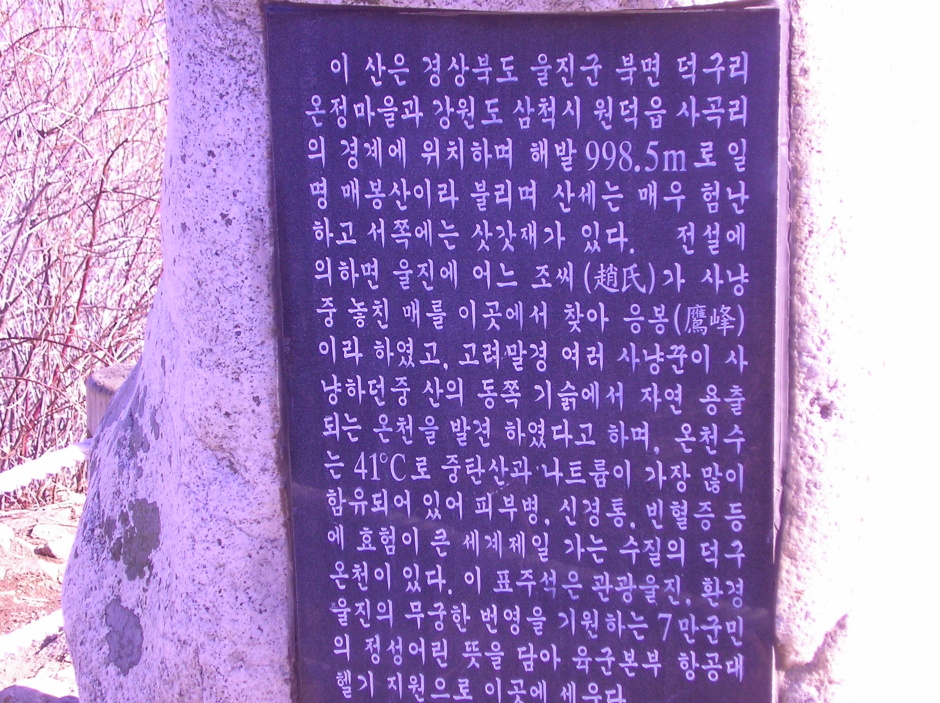 이 산은 경상북도 울진군 북면 덕구리
온정마을과 강원도 삼척시 원덕읍 사곡리
의 경계에 위치하며 해발 998.5m로 일
명 매봉산이라 불리며 산세는 매우 험난
하고 서쪽에는 삿갓재가 있다. 전설에
의하면 울진에 어느 조씨(趙氏)가 사냥
중 놓친 매를 이곳에서 찾아 응봉(鷹峰)
이라 하였고, 고려말경 여러 사냥꾼이 사
냥하던중 산의 동쪽 기슭에서 자연 용출
되는 온천을 발견 하였다고 하며, 온천수
는 41℃로 중탄산과 나트륨이 가장 많이
함유되어 있어 피부병, 신경통, 빈혈증 등
에 효험이 큰 세계제일 가는 수질의 덕구
온천이 있다. 이 표주석은 관광울진, 환경
울진의 무궁한 번영을 기원하는 7만군민
의 정성어린 뜻을 담아 육군본부 항공대
헬기 지원으로 이곳에 세우다